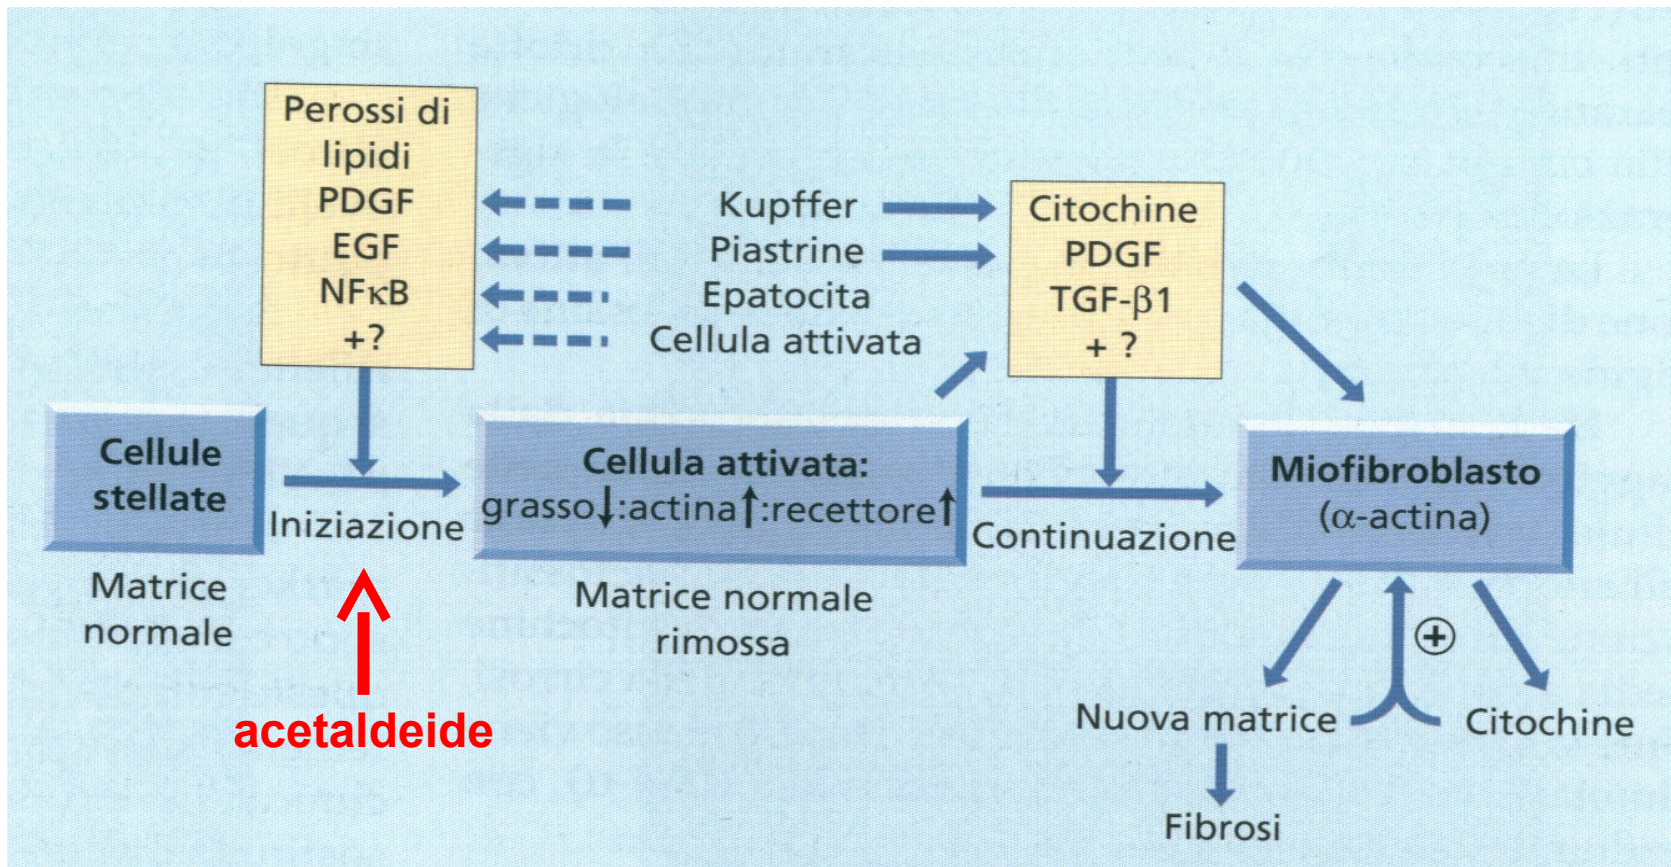 Perossi di
lipidi
PDGF
EGF
NFκB
+?
Kupffer
Piastrine
Epatocita
Cellula attivata
Citochine
PDGF
TGF-β1
+ ?
Cellule
stellate
Iniziazione
Cellula attivata:
grasso↓:actina↑:recettore↑
Continuazione
Miofibroblasto
(α-actina)
Matrice
normale
Matrice normale
rimossa
acetaldeide
+
Nuova matrice
Citochine
Fibrosi